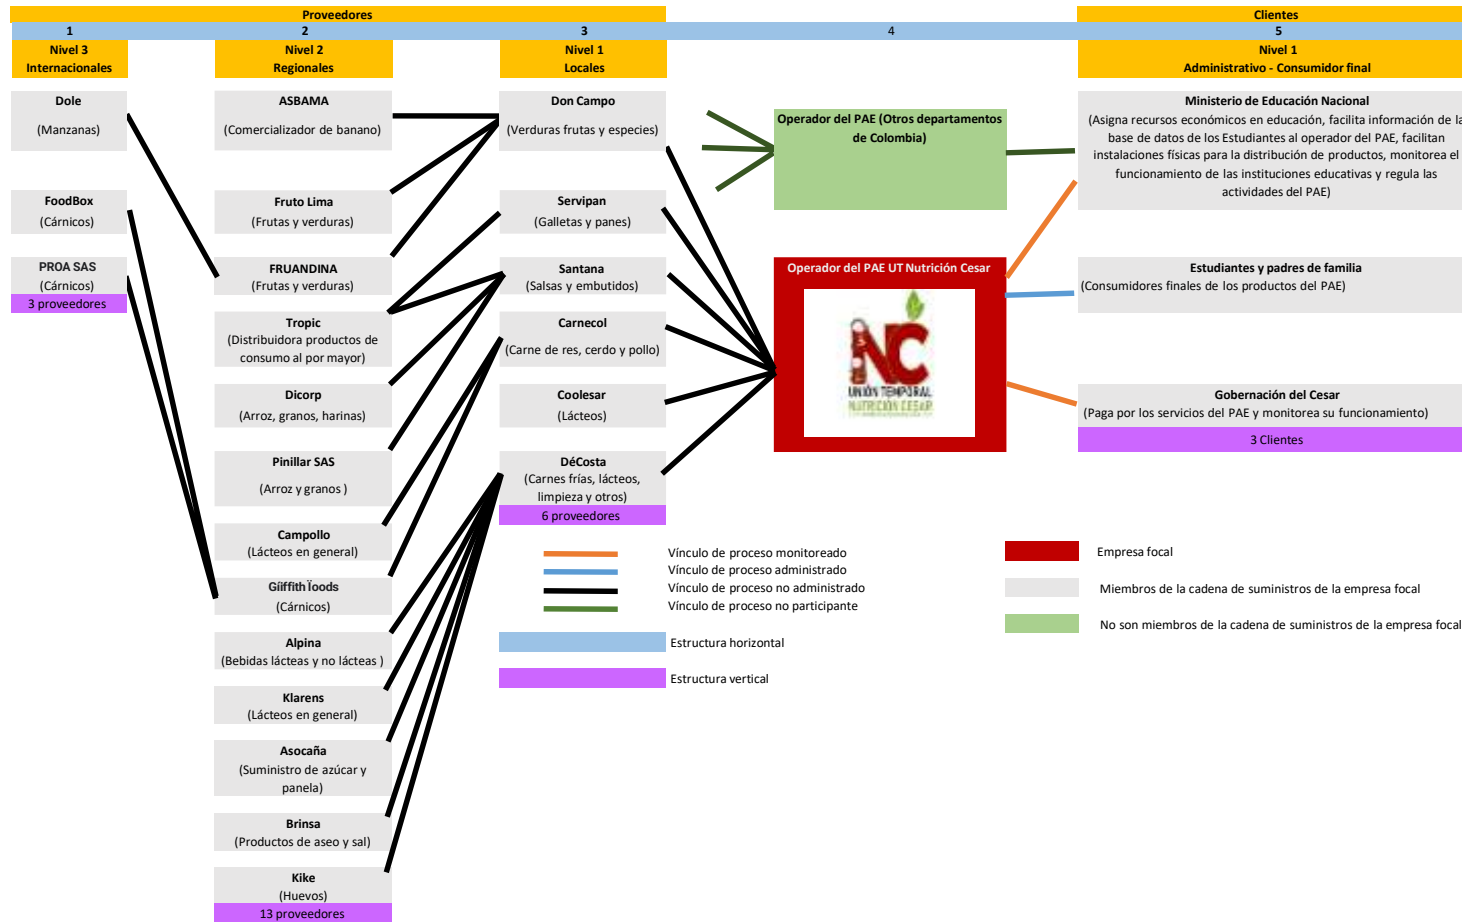 Proveedores
Clientes
1
2
3
4
5
Nivel 3
Internacionales
Nivel 2
Regionales
Nivel 1
Locales
Nivel 1
Administrativo - Consumidor final
Dole
(Manzanas)
FoodBox
(Cárnicos)
PROA SAS
(Cárnicos)
3 proveedores
ASBAMA
(Comercializador de banano)
Fruto Lima
(Frutas y verduras)
FRUANDINA
(Frutas y verduras)
Tropic
(Distribuidora productos de
consumo al por mayor)
Dicorp
(Arroz, granos, harinas)
Pinillar SAS
(Arroz y granos )
Campollo
(Lácteos en general)
Giiffith Ïoods
(Cárnicos)
Alpina
(Bebidas lácteas y no lácteas )
Klarens
(Lácteos en general)
Asocaña
(Suministro de azúcar y
panela)
Brinsa
(Productos de aseo y sal)
Kike
(Huevos)
13 proveedores
Don Campo
(Verduras frutas y especies)
Servipan
(Galletas y panes)
Santana
(Salsas y embutidos)
Carnecol
(Carne de res, cerdo y pollo)
Coolesar
(Lácteos)
DéCosta
(Carnes frías, lácteos,
limpieza y otros)
6 proveedores
Operador del PAE (Otros departamentos
de Colombia)
Operador del PAE UT Nutrición Cesar
NC
UNIÓN TEMPORAL
NUTRICIÓN CESAR
Ministerio de Educación Nacional
(Asigna recursos económicos en educación, facilita información de la
base de datos de los Estudiantes al operador del PAE, facilitan
instalaciones físicas para la distribución de productos, monitorea el
funcionamiento de las instituciones educativas y regula las
actividades del PAE)
Estudiantes y padres de familia
(Consumidores finales de los productos del PAE)
Gobernación del Cesar
(Paga por los servicios del PAE y monitorea su funcionamiento)
3 Clientes
Vínculo de proceso monitoreado
Vínculo de proceso administrado
Vínculo de proceso no administrado
Vínculo de proceso no participante
Estructura horizontal
Estructura vertical
Empresa focal
Miembros de la cadena de suministros de la empresa focal
No son miembros de la cadena de suministros de la empresa focal